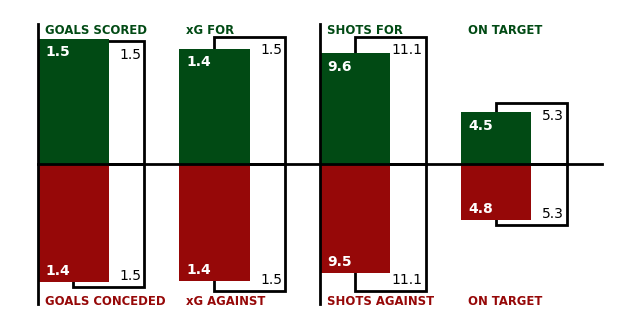 GOALS SCORED xG FOR SHOTS FOR ON TARGET
1.5 1.5 1.4 1.5 9.6 11.1 4.5 5.3
1.4 1.5 1.4 1.5 9.5 11.1 4.8 5.3
GOALS CONCEDED xG AGAINST SHOTS AGAINST ON TARGET